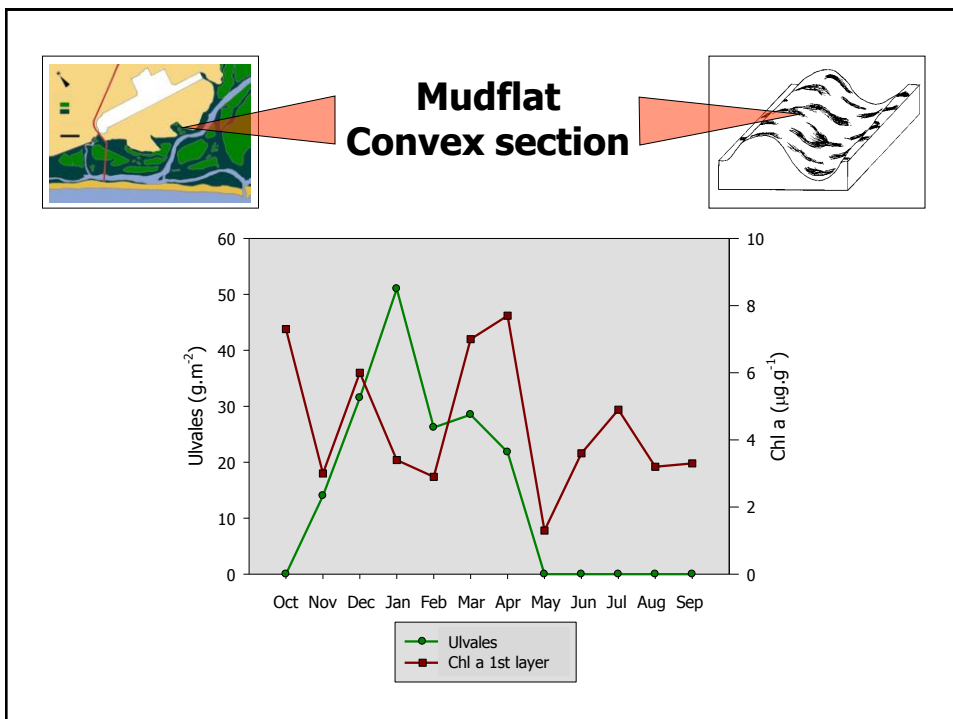 Mudflat
Convex section
60
50
40
30
20
10
0
Ulvales (g.m⁻²)
10
8
6
4
2
0
Chl a (μg.g⁻¹)
Oct Nov Dec Jan Feb Mar Apr May Jun Jul Aug Sep
Ulvales
Chl a 1st layer